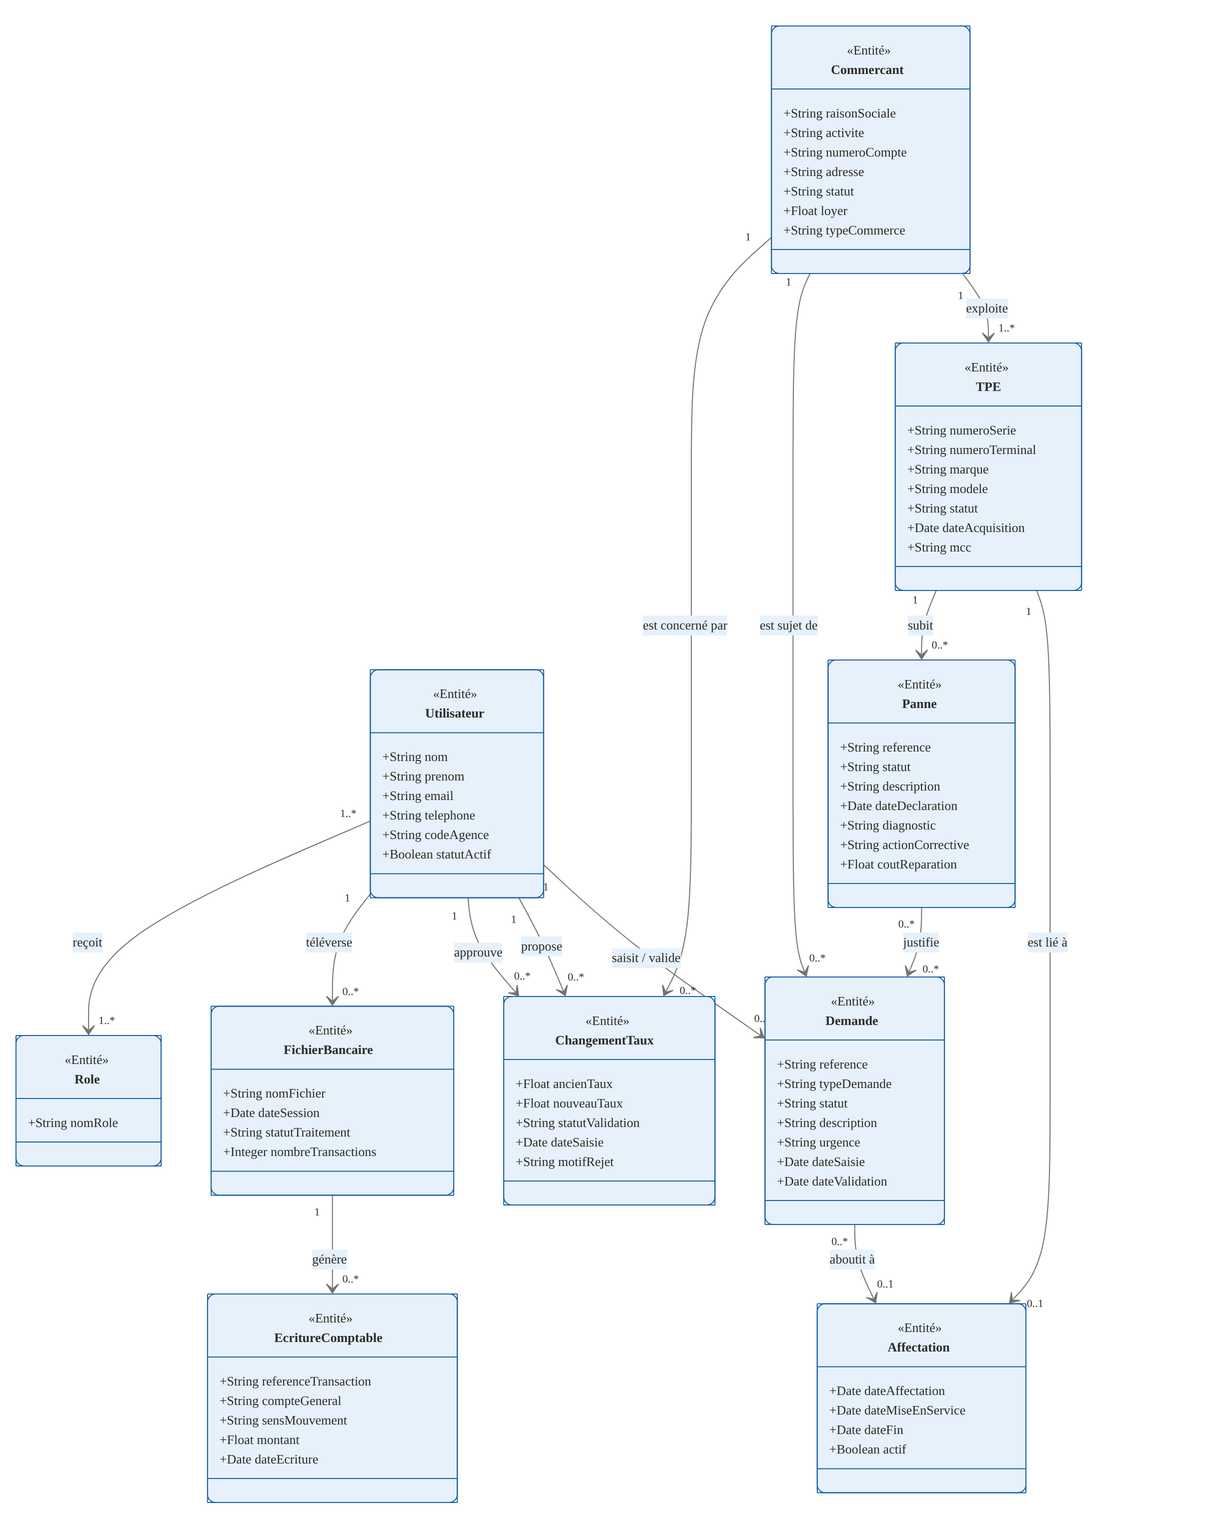 «Entité»
Commercant
+String raisonSociale
+String activite
+String numeroCompte
+String adresse
+String statut
+Float loyer
+String typeCommerce
1
1
1
exploite
1..*
«Entité»
TPE
+String numeroSerie
+String numeroTerminal
+String marque
+String modele
+String statut
+Date dateAcquisition
+String mcc
1
1
est concerné par
est sujet de
subit
0..*
«Entité»
Utilisateur
+String nom
+String prenom
+String email
+String telephone
+String codeAgence
+Boolean statutActif
«Entité»
Panne
+String reference
+String statut
+String description
+Date dateDeclaration
+String diagnostic
+String actionCorrective
+Float coutReparation
1..*
1
1
1
1
0..*
reçoit
téléverse
approuve
propose
saisit / valide
justifie
est lié à
1..*
0..*
0..*
0..*
0..*
0..*
0..
0..*
«Entité»
Role
+String nomRole
«Entité»
FichierBancaire
+String nomFichier
+Date dateSession
+String statutTraitement
+Integer nombreTransactions
«Entité»
ChangementTaux
+Float ancienTaux
+Float nouveauTaux
+String statutValidation
+Date dateSaisie
+String motifRejet
«Entité»
Demande
+String reference
+String typeDemande
+String statut
+String description
+String urgence
+Date dateSaisie
+Date dateValidation
1
génère
0..*
0..*
aboutit à
0..1
0..1
«Entité»
EcritureComptable
+String referenceTransaction
+String compteGeneral
+String sensMouvement
+Float montant
+Date dateEcriture
«Entité»
Affectation
+Date dateAffectation
+Date dateMiseEnService
+Date dateFin
+Boolean actif